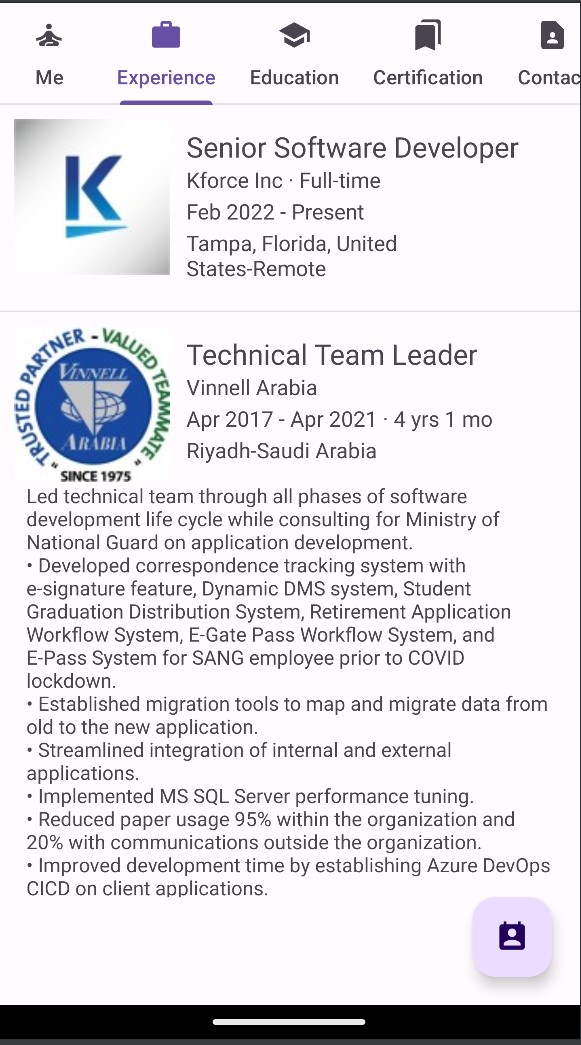 Me
Experience
Education
Certification
Contac
K
Senior Software Developer
Kforce Inc · Full-time
Feb 2022 - Present
Tampa, Florida, United
States-Remote
TRUSTED PARTNER - VALUED TEAMMATE
VINNELL
ARABIA
" SINCE 1975 "
Technical Team Leader
Vinnell Arabia
Apr 2017 - Apr 2021 · 4 yrs 1 mo
Riyadh-Saudi Arabia
Led technical team through all phases of software
development life cycle while consulting for Ministry of
National Guard on application development.
• Developed correspondence tracking system with
e-signature feature, Dynamic DMS system, Student
Graduation Distribution System, Retirement Application
Workflow System, E-Gate Pass Workflow System, and
E-Pass System for SANG employee prior to COVID
lockdown.
• Established migration tools to map and migrate data from
old to the new application.
• Streamlined integration of internal and external
applications.
• Implemented MS SQL Server performance tuning.
• Reduced paper usage 95% within the organization and
20% with communications outside the organization.
• Improved development time by establishing Azure DevOps
CICD on client applications.